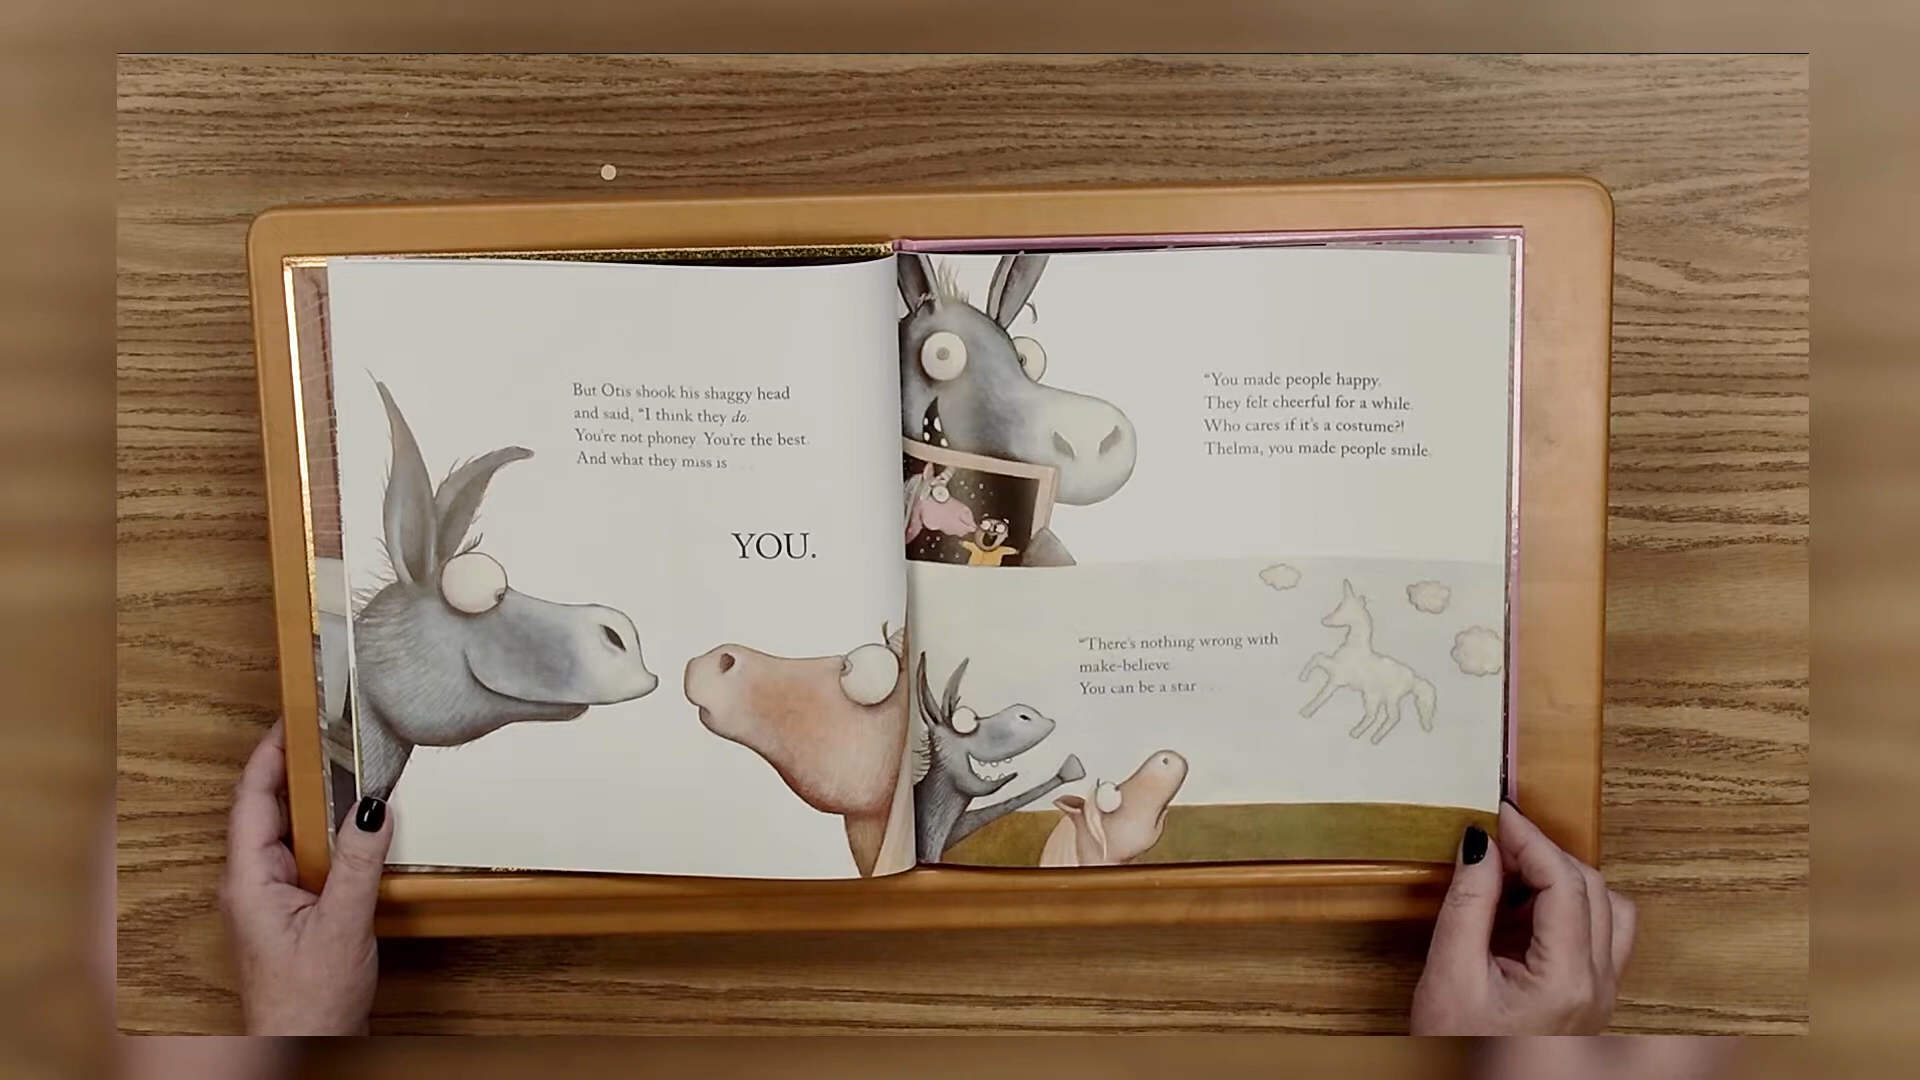 But Otis shook his shaggy head
and said, "I think they do.
You're not phoney. You're the best.
And what they miss is ...
YOU.
"You made people happy.
They felt cheerful for a while.
Who cares if it's a costume?!
Thelma, you made people smile.
"There's nothing wrong with
make-believe.
You can be a star ...